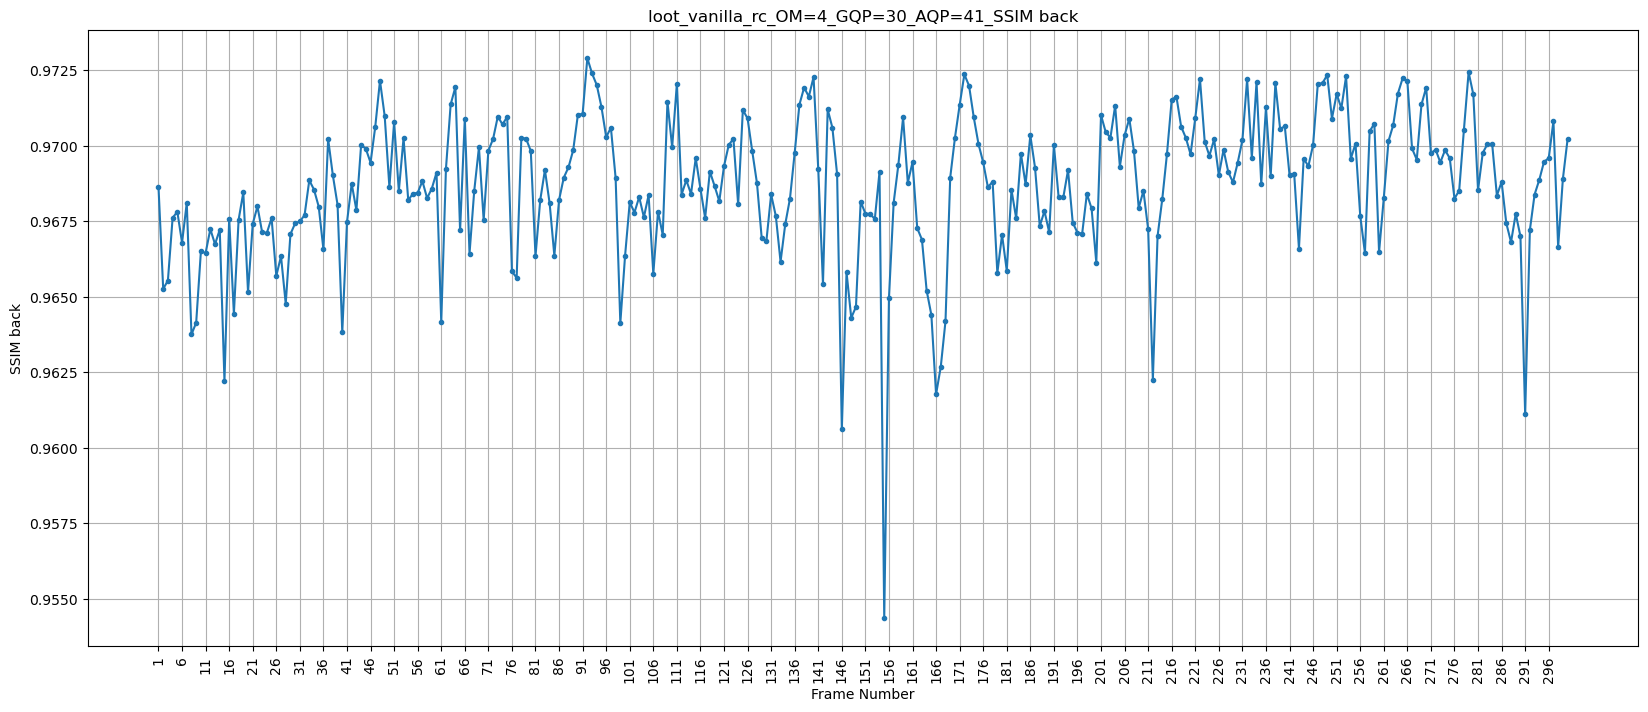 loot_vanilla_rc_OM=4_GQP=30_AQP=41_SSIM back
0.9725
0.9700
0.9675
0.9650
0.9625
0.9600
0.9575
0.9550
SSIM back
1 6 11 16 21 26 31 36 41 46 51 56 61 66 71 76 81 86 91 96 101 106 111 116 121 126 131 136 141 146 151 156 161 166 171 176 181 186 191 196 201 206 211 216 221 226 231 236 241 246 251 256 261 266 271 276 281 286 291 296
Frame Number